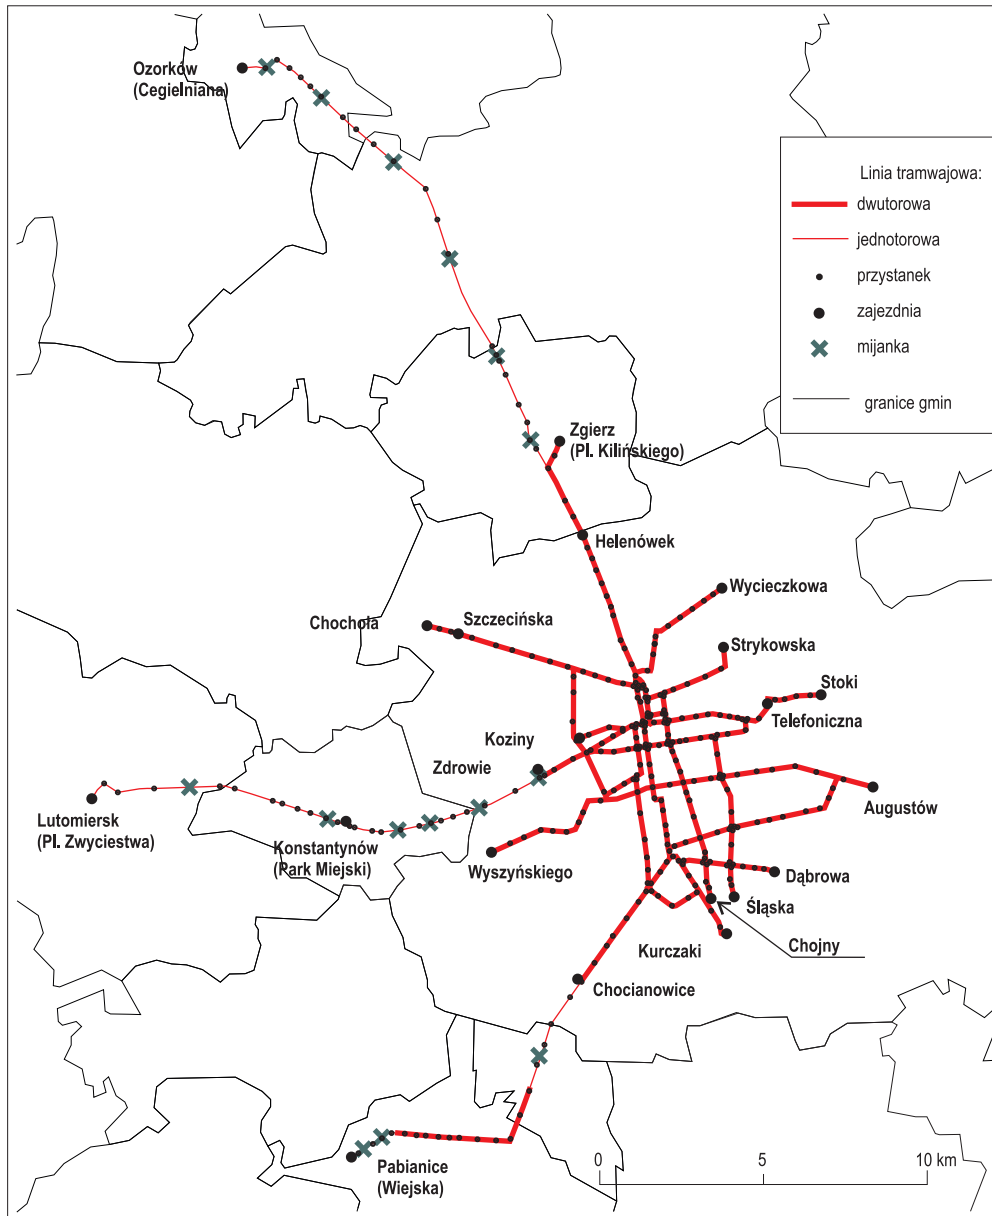 Ozorków
(Cegielniana)
Linia tramwajowa:
dwutorowa
jednotorowa
przystanek
zajezdnia
mijanka
granice gmin
Zgierz
(Pl. Kilińskiego)
Helenówek
Wycieczkowa
Chochoła
Szczecińska
Strykowska
Stoki
Telefoniczna
Koziny
Zdrowie
Lutomiersk
(Pl. Zwyciestwa)
Konstantynów
(Park Miejski)
Augustów
Wyszyńskiego
Dąbrowa
Śląska
Chojny
Kurczaki
Chocianowice
Pabianice
(Wiejska)
0 5 10 km